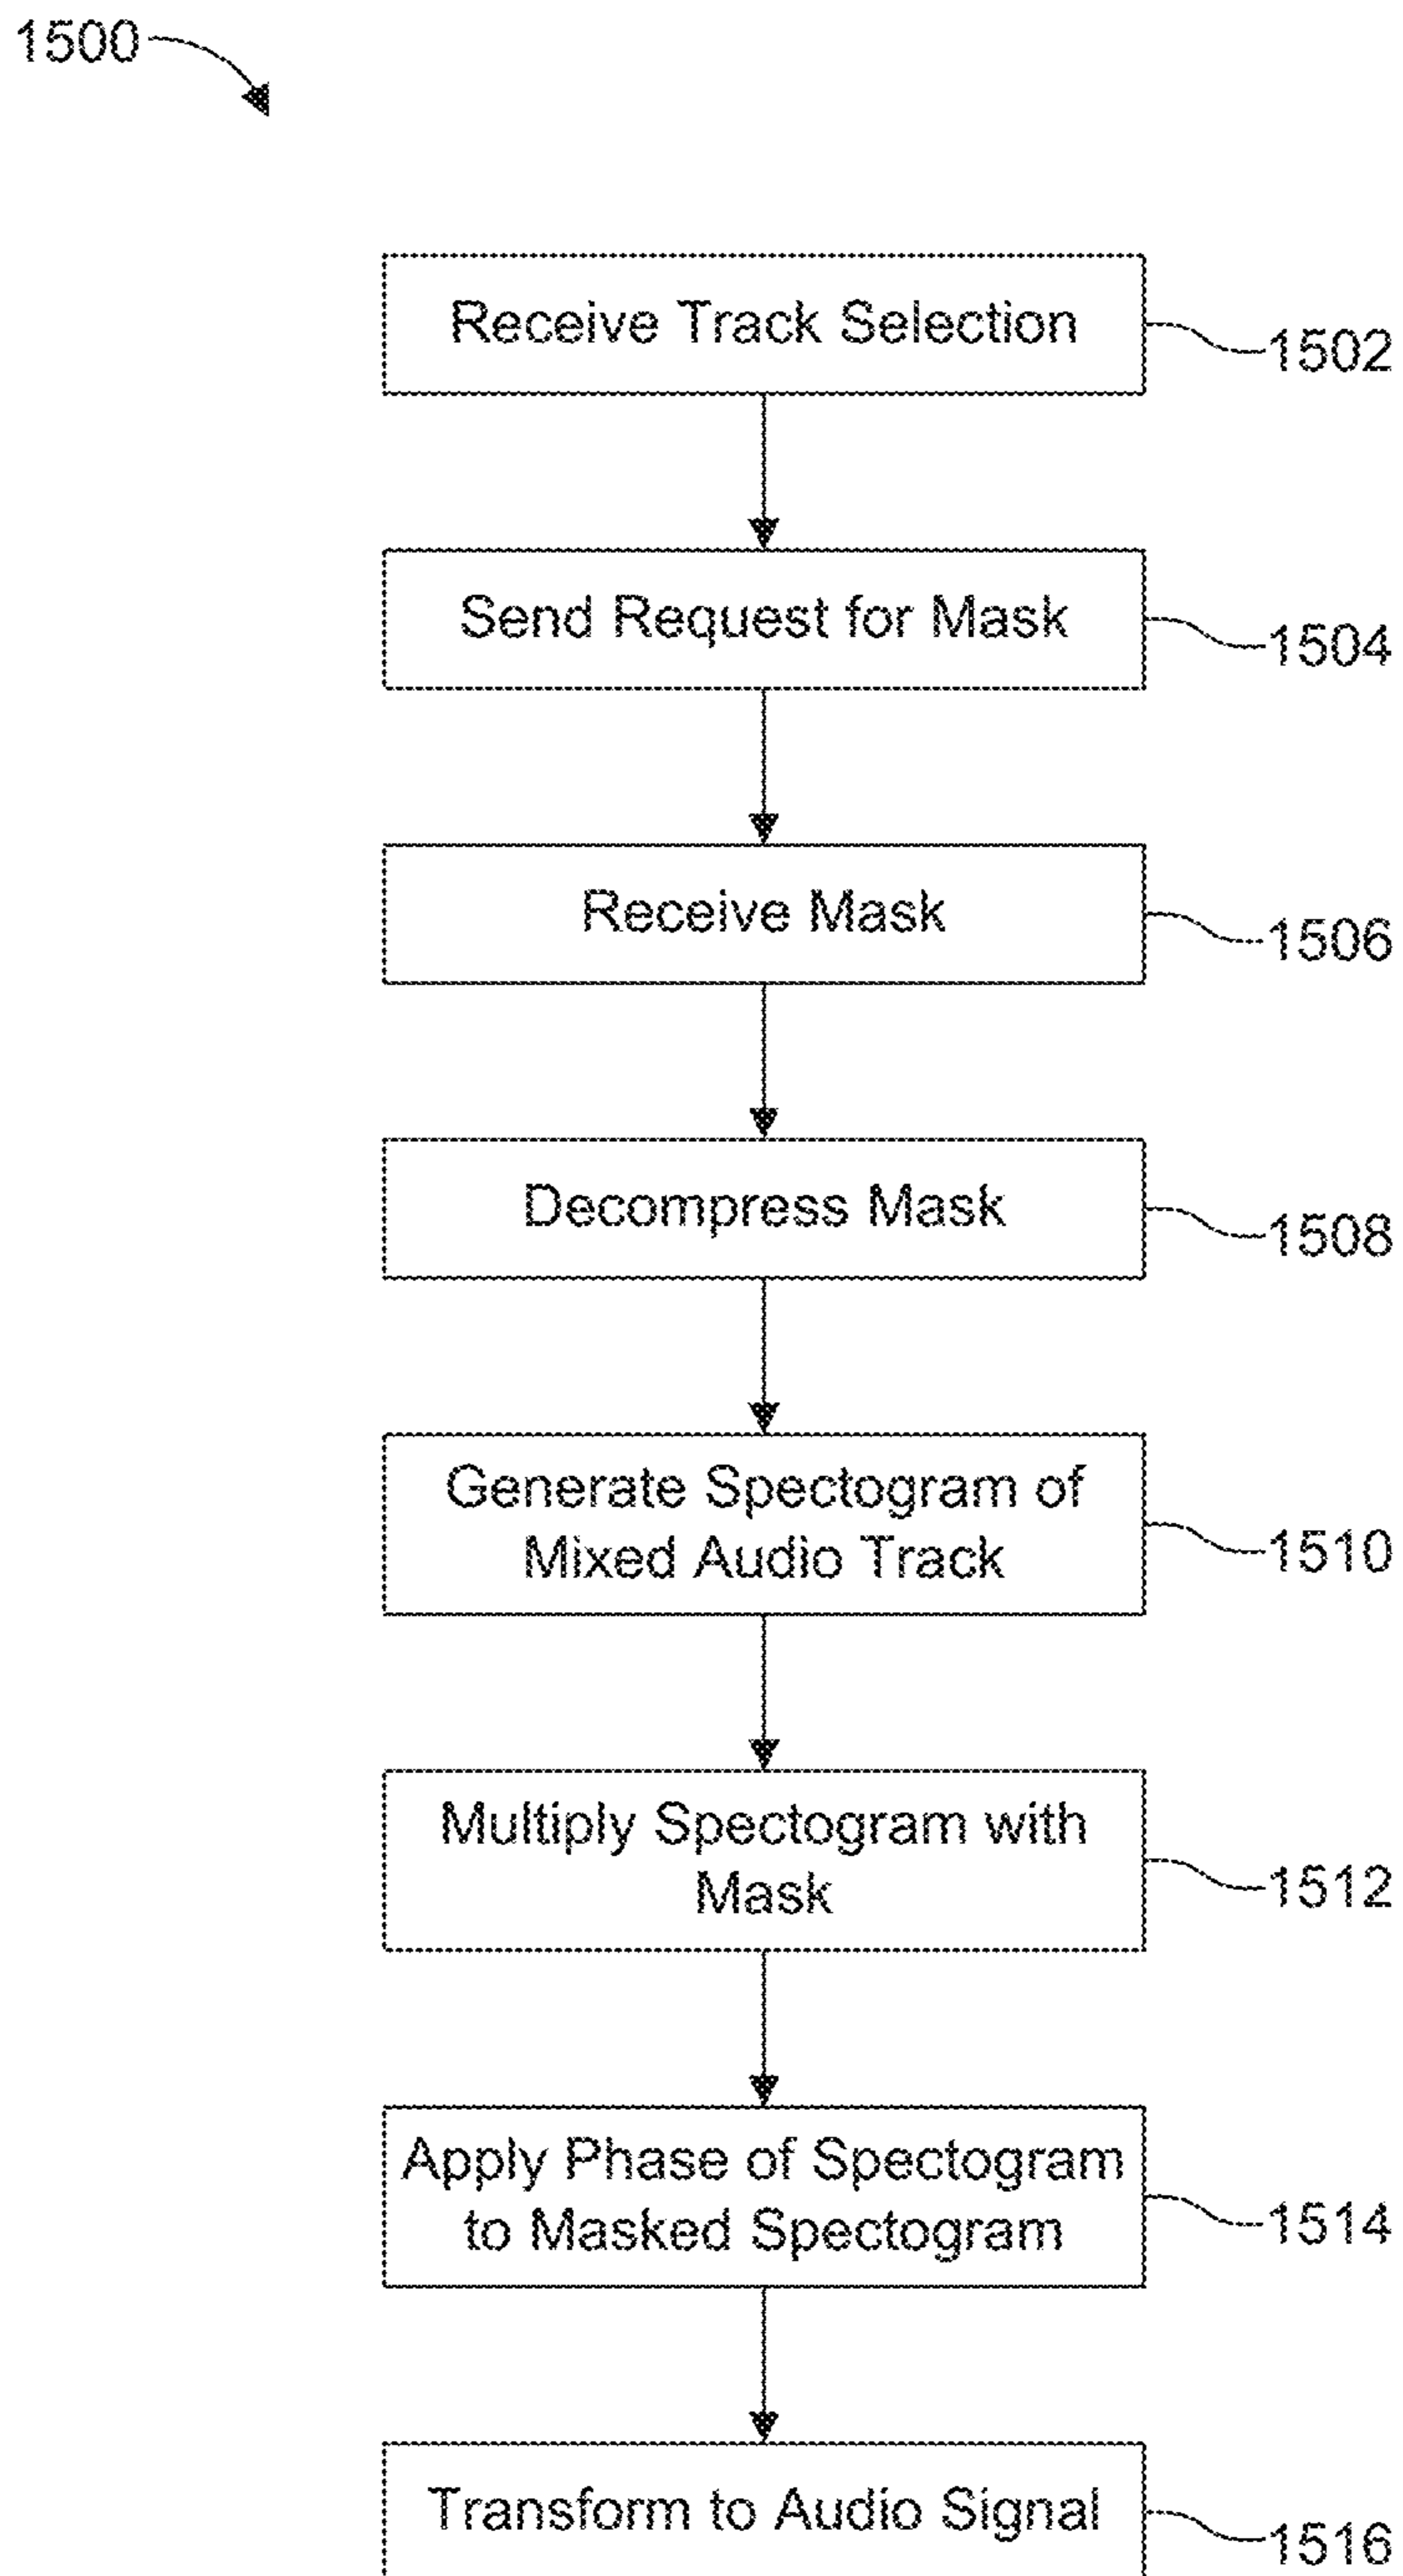 1500
Receive Track Selection
1502
Send Request for Mask
1504
Receive Mask
1506
Decompress Mask
1508
Generate Spectogram of
Mixed Audio Track
1510
Multiply Spectogram with
Mask
1512
Apply Phase of Spectogram
to Masked Spectogram
1514
Transform to Audio Signal
1516